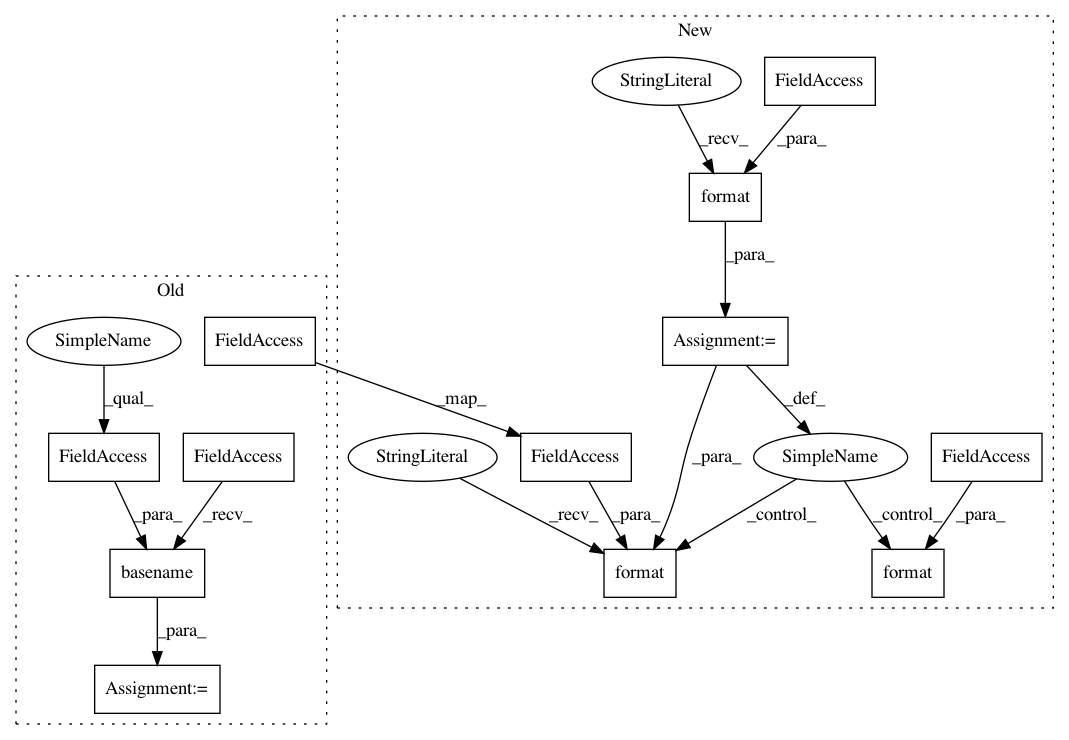 New
StringLiteral
FieldAccess
_recv_
_para_
format
_para_
Old
SimpleName
FieldAccess
Assignment:=
_qual_
_map_
_def_
FieldAccess
FieldAccess
StringLiteral
FieldAccess
_para_
SimpleName
FieldAccess
_para_
_recv_
_recv_
_para_
_control_
_control_
_para_
basename
format
format
_para_
Assignment:=